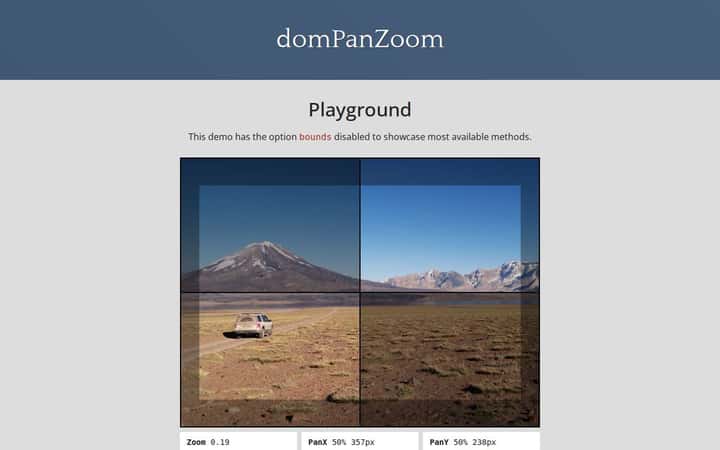 domPanZoom
Playground
This demo has the option bounds disabled to showcase most available methods.
Zoom 0.19
PanX 50% 357px
PanY 50% 238px